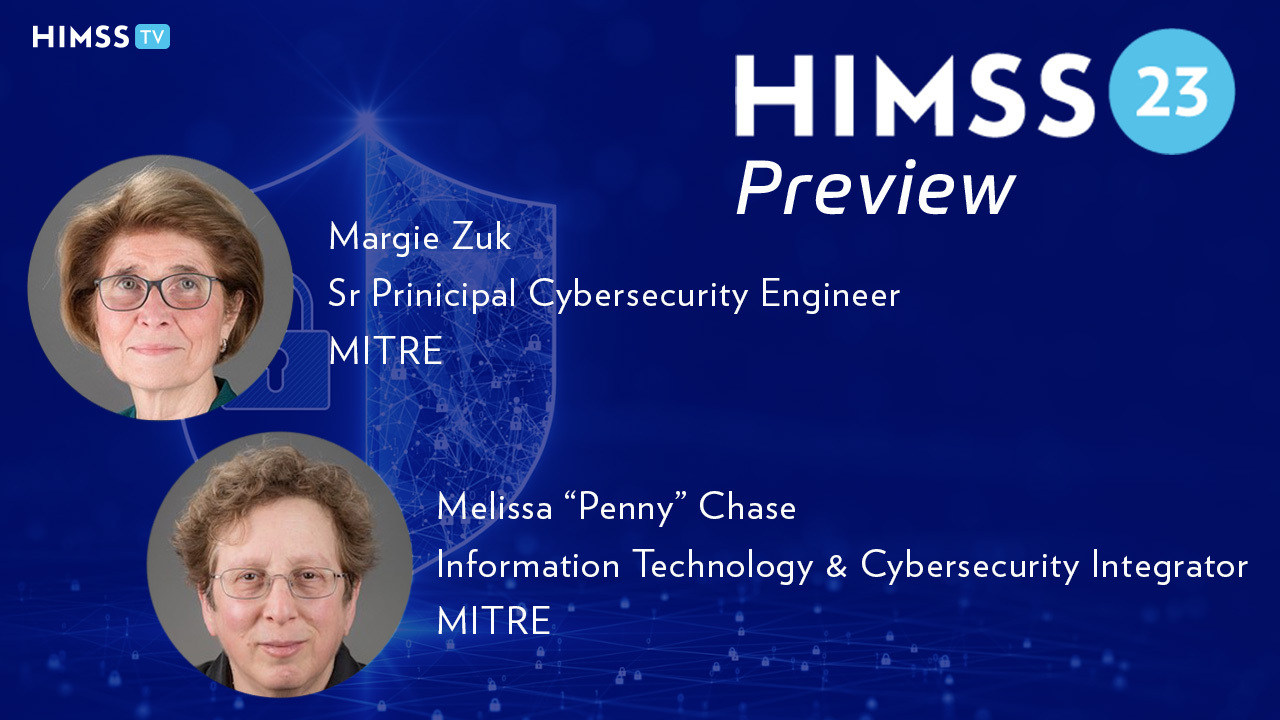 HIMSS TV
HIMSS 23
Preview
Margie Zuk
Sr Prinicipal Cybersecurity Engineer
MITRE
Melissa “Penny” Chase
Information Technology & Cybersecurity Integrator
MITRE